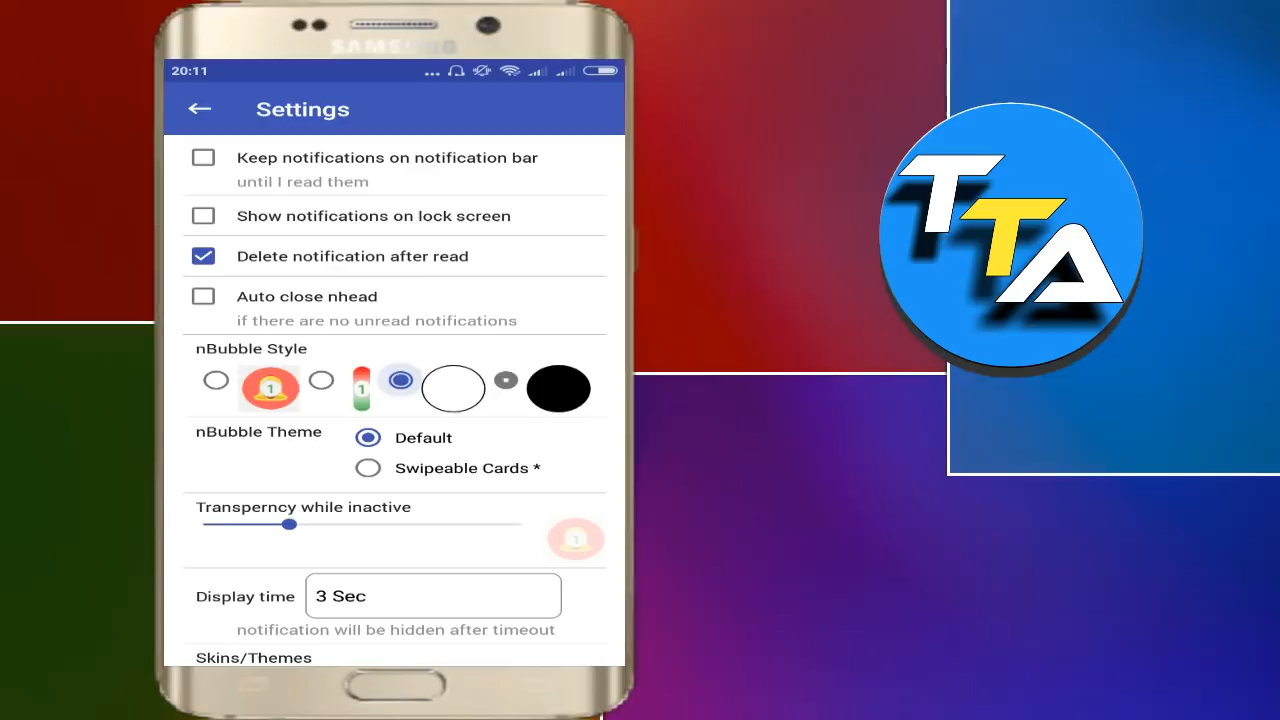 SAMSUNG
20:11
Settings
Keep notifications on notification bar
until I read them
Show notifications on lock screen
Delete notification after read
Auto close nhead
if there are no unread notifications
nBubble Style
1
1
nBubble Theme
Default
Swipeable Cards *
Transperncy while inactive
1
Display time
3 Sec
notification will be hidden after timeout
Skins/Themes
TTA